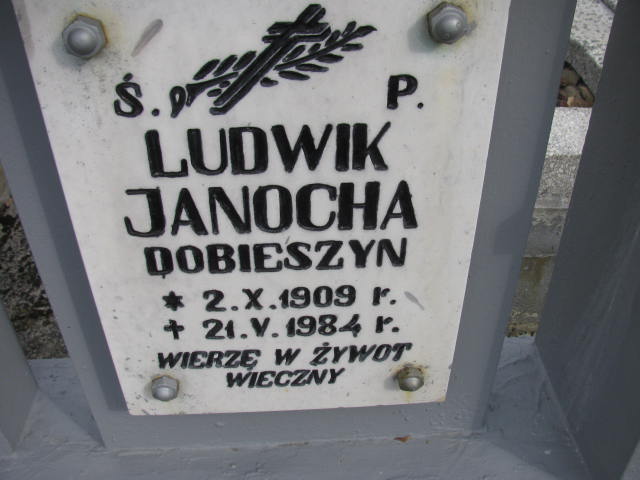 Ś. P.
LUDWIK
JANOCHA
DOBIESZYN
* 2.X.1909 r.
+ 21.V.1984 r.
WIERZĘ W ŻYWOT
WIECZNY